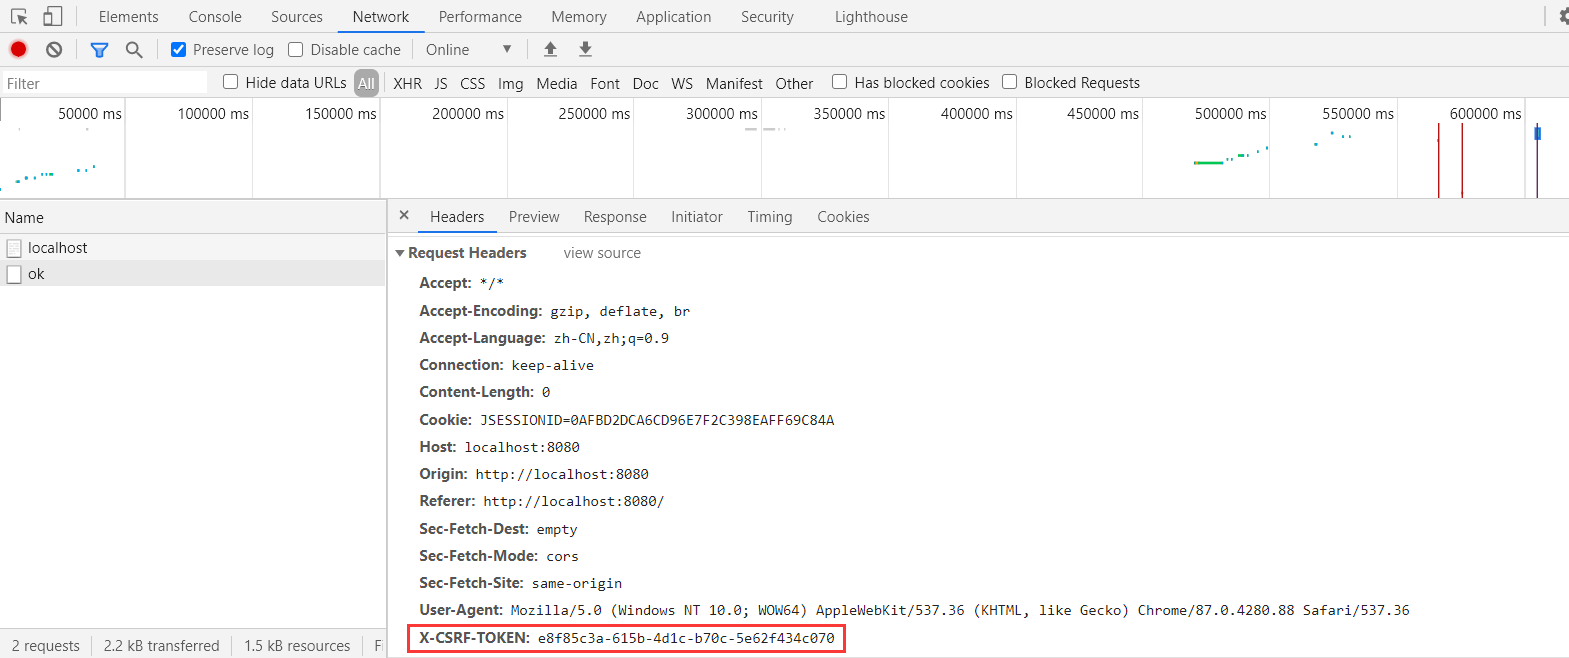 Elements Console Sources Network Performance Memory Application Security Lighthouse
Preserve log Disable cache Online
Filter Hide data URLs All XHR JS CSS Img Media Font Doc WS Manifest Other Has blocked cookies Blocked Requests
50000 ms 100000 ms 150000 ms 200000 ms 250000 ms 300000 ms 350000 ms 400000 ms 450000 ms 500000 ms 550000 ms 600000 ms
Name
localhost
ok
Headers Preview Response Initiator Timing Cookies
Request Headers view source
Accept: */*
Accept-Encoding: gzip, deflate, br
Accept-Language: zh-CN,zh;q=0.9
Connection: keep-alive
Content-Length: 0
Cookie: JSESSIONID=0AFBD2DCA6CD96E7F2C398EAFF69C84A
Host: localhost:8080
Origin: http://localhost:8080
Referer: http://localhost:8080/
Sec-Fetch-Dest: empty
Sec-Fetch-Mode: cors
Sec-Fetch-Site: same-origin
User-Agent: Mozilla/5.0 (Windows NT 10.0; WOW64) AppleWebKit/537.36 (KHTML, like Gecko) Chrome/87.0.4280.88 Safari/537.36
X-CSRF-TOKEN: e8f85c3a-615b-4d1c-b70c-5e62f434c070
2 requests 2.2 kB transferred 1.5 kB resources